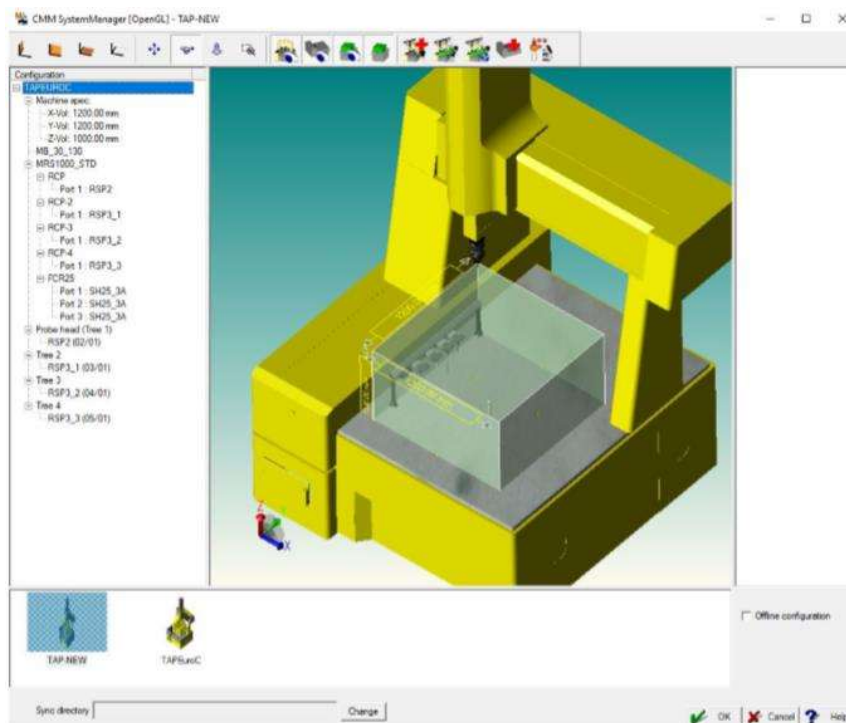 CMM SystemManager [OpenGL] - TAP-NEW
Configuration
TAPEUROC
Machine spec:
X-Vol: 1200.00 mm
Y-Vol: 1200.00 mm
Z-Vol: 1000.00 mm
MB_30_130
MRS1000_STD
RCP
Port 1 : RSP2
RCP-2
Port 1 : RSP3_1
RCP-3
Port 1 : RSP3_2
RCP-4
Port 1 : RSP3_3
FCR25
Port 1 : SH25_3A
Port 2 : SH25_3A
Port 3 : SH25_3A
Probe head (Tree 1)
RSP2 (02/01)
Tree 2
RSP3_1 (03/01)
Tree 3
RSP3_2 (04/01)
Tree 4
RSP3_3 (05/01)
Z
X
TAP-NEW
TAPEuroC
Offline configuration
Sync directory
Change
OK
Cancel
Help